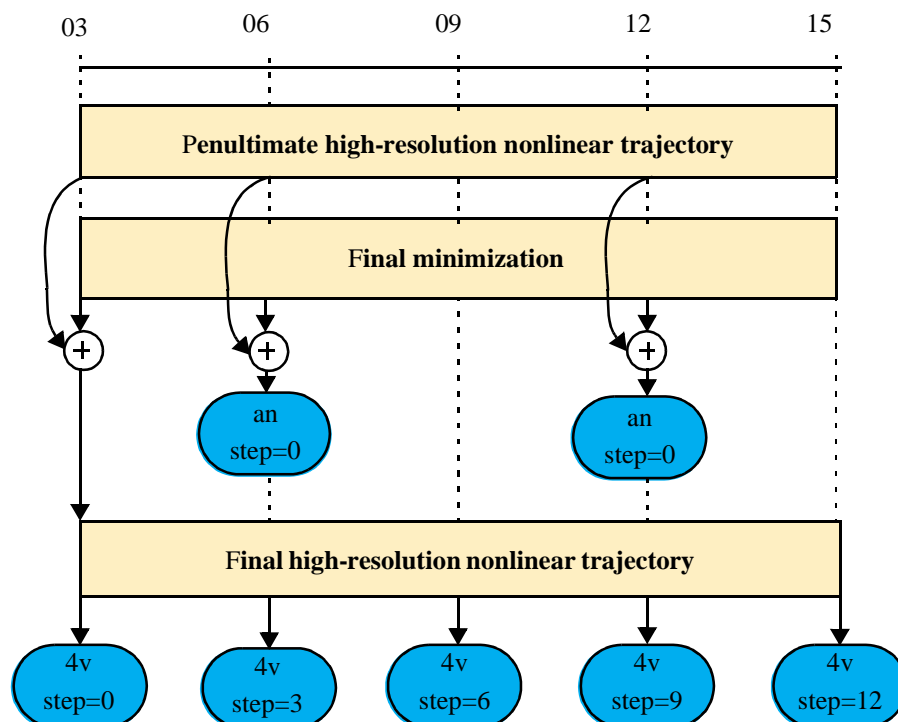 03 06 09 12 15
Penultimate high-resolution nonlinear trajectory
Final minimization
+ + +
an
step=0
an
step=0
Final high-resolution nonlinear trajectory
4v
step=0
4v
step=3
4v
step=6
4v
step=9
4v
step=12